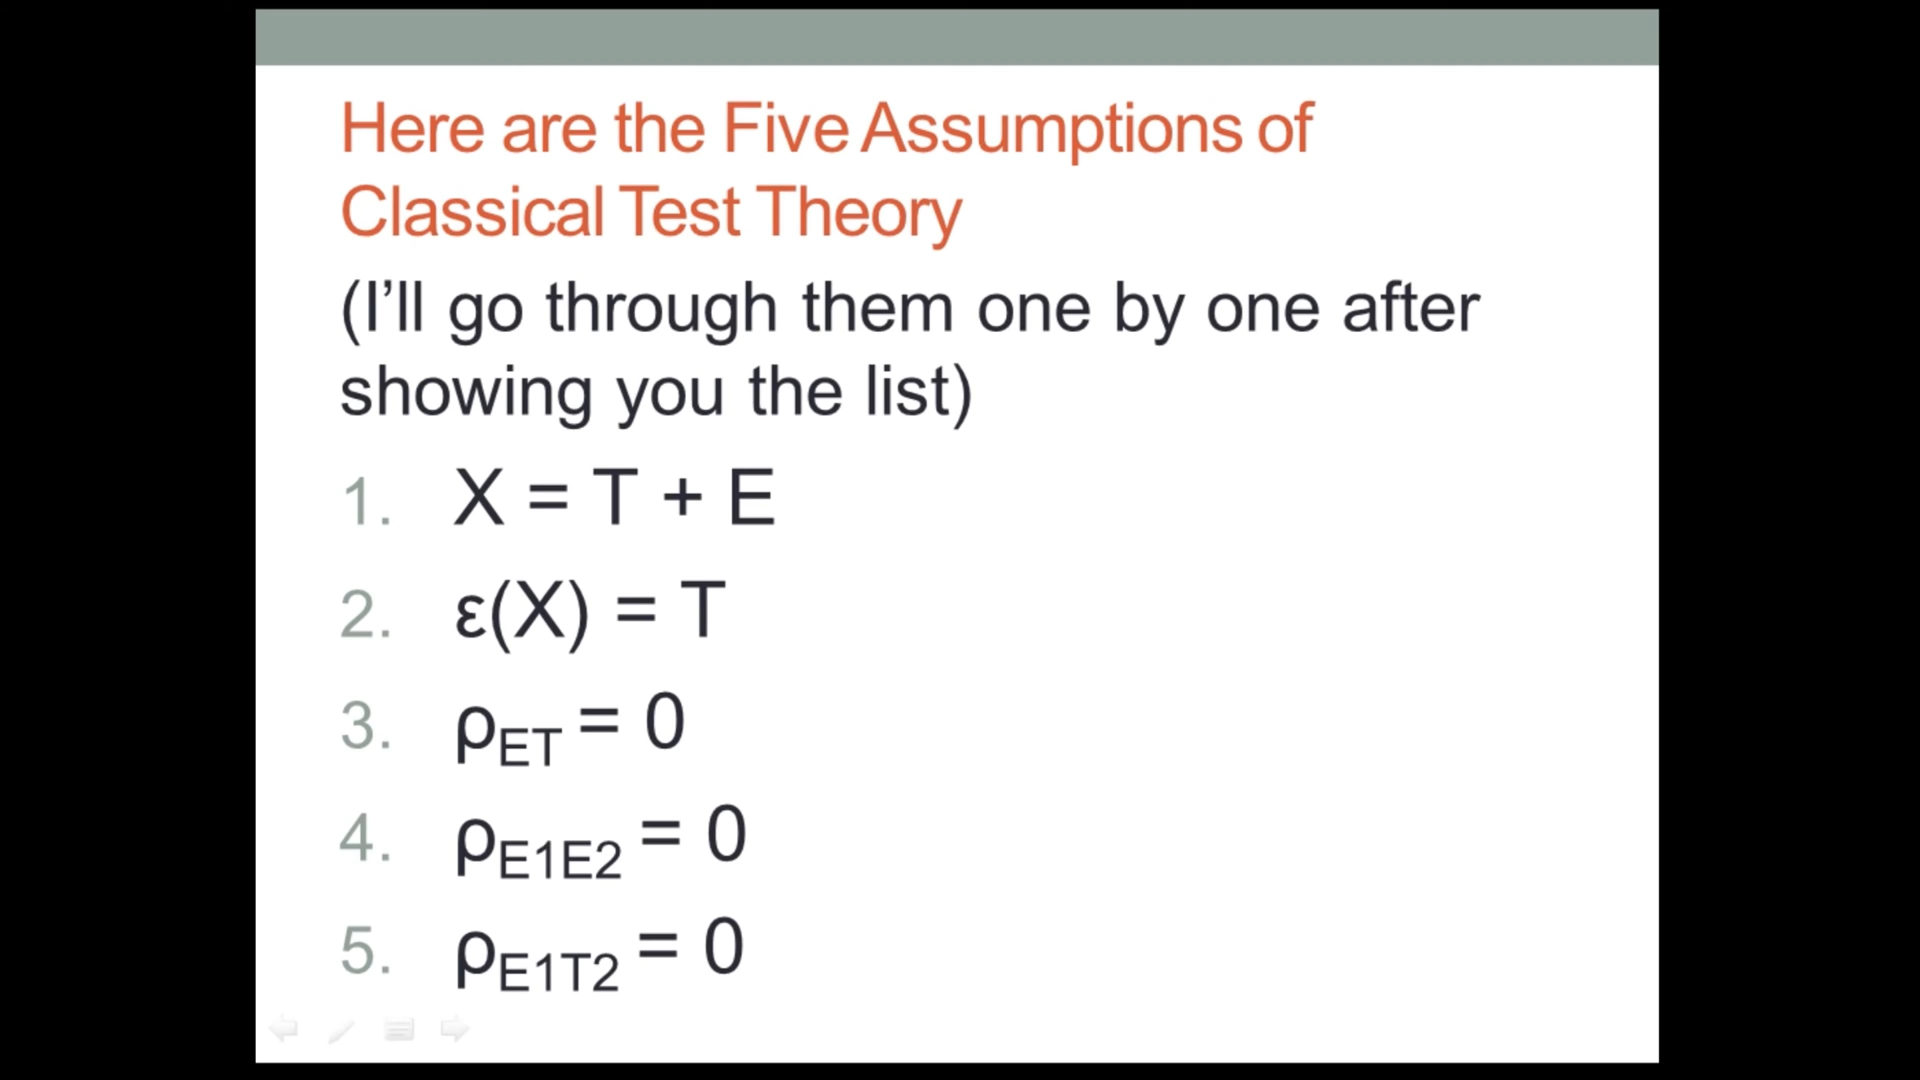 Here are the Five Assumptions of
Classical Test Theory
(I’ll go through them one by one after
showing you the list)
1. X = T + E
2. ε(X) = T
3. ρET = 0
4. ρE1E2 = 0
5. ρE1T2 = 0